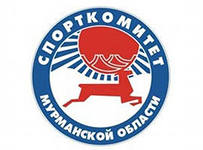 СПОРТКОМИТЕТ
МУРМАНСКОЙ ОБЛАСТИ